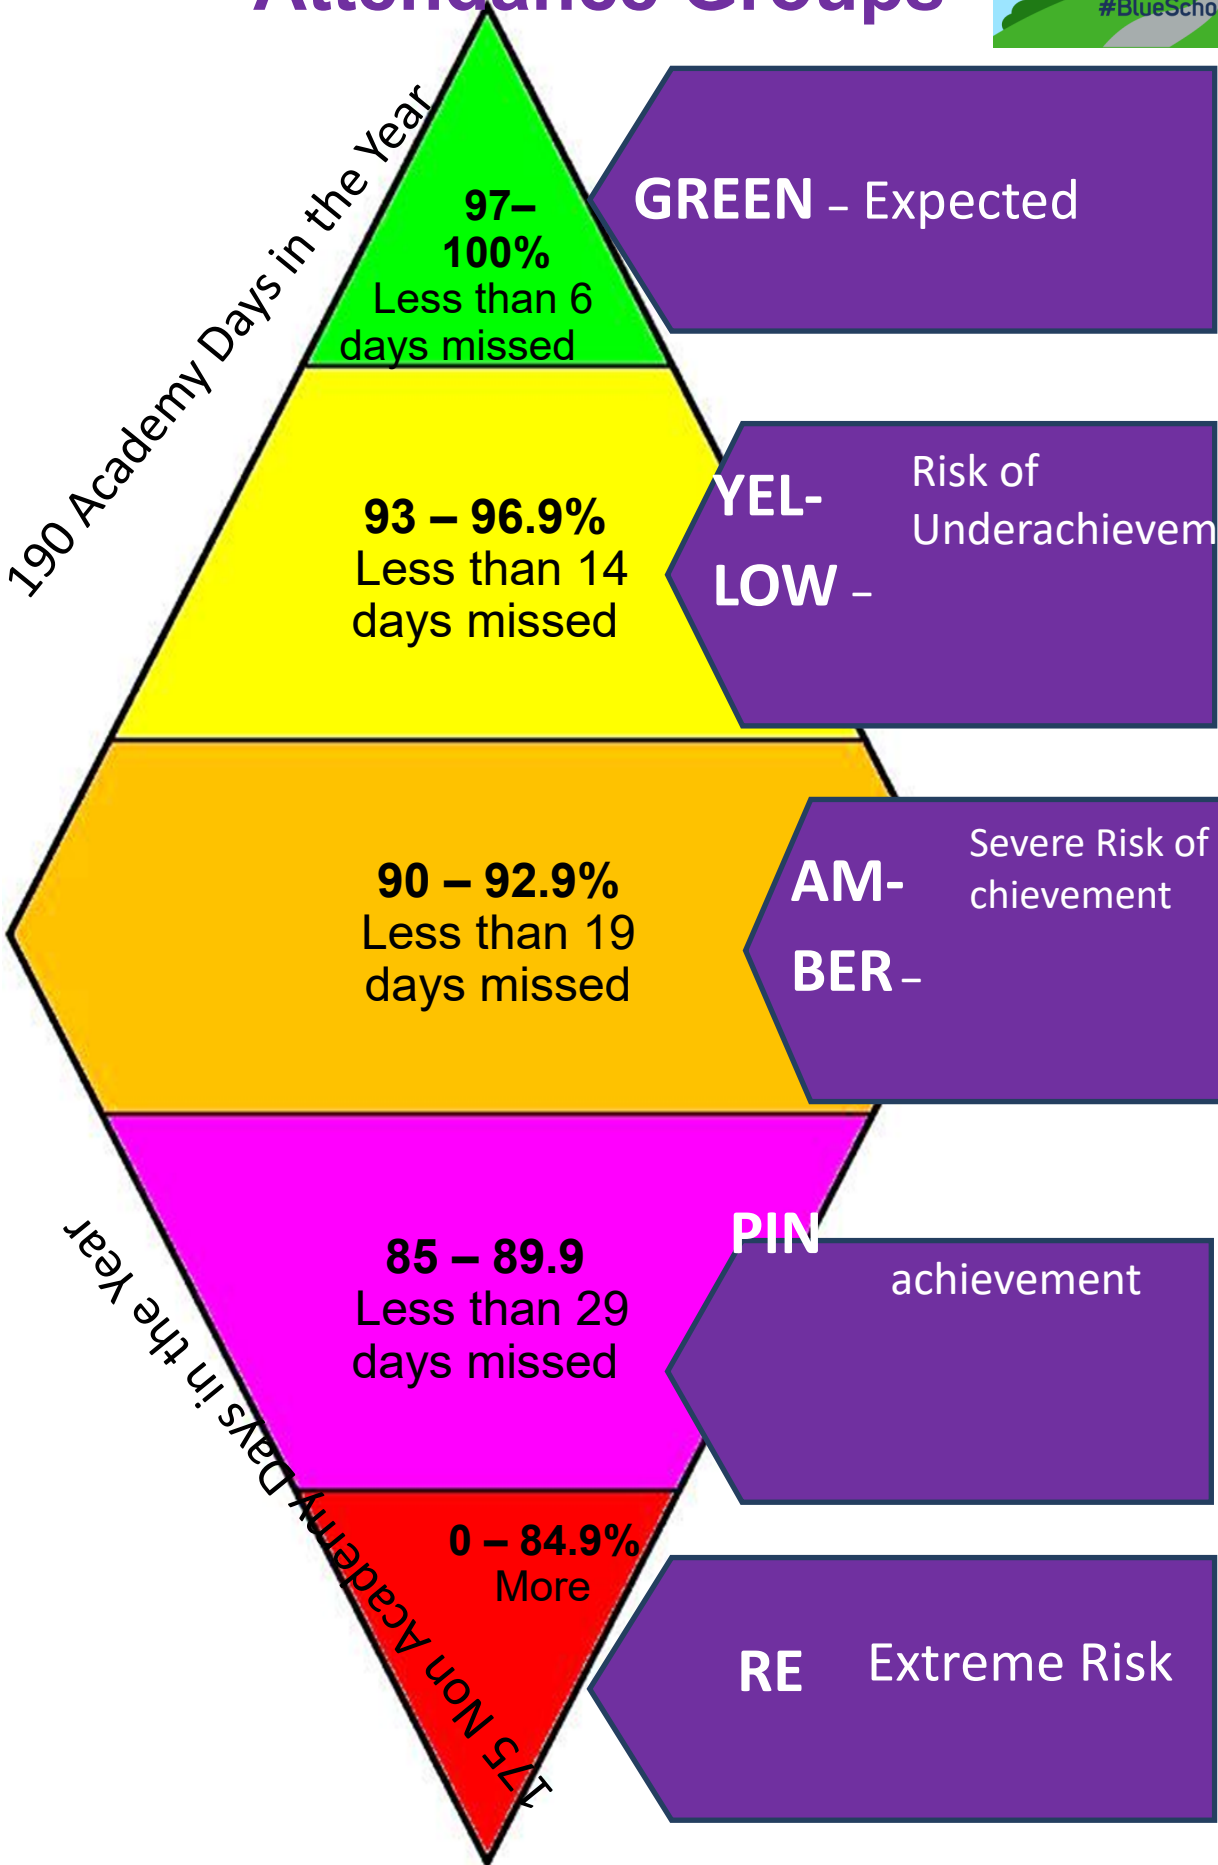 Attendance Groups
#BlueScho
190 Academy Days in the Year
97–
100%
Less than 6
days missed
GREEN – Expected
93 – 96.9%
Less than 14
days missed
YEL-
LOW –
Risk of
Underachievem
90 – 92.9%
Less than 19
days missed
AM-
BER –
Severe Risk of
chievement
85 – 89.9
Less than 29
days missed
PIN
achievement
175 Non Academy Days in the Year
0 – 84.9%
More
RE
Extreme Risk